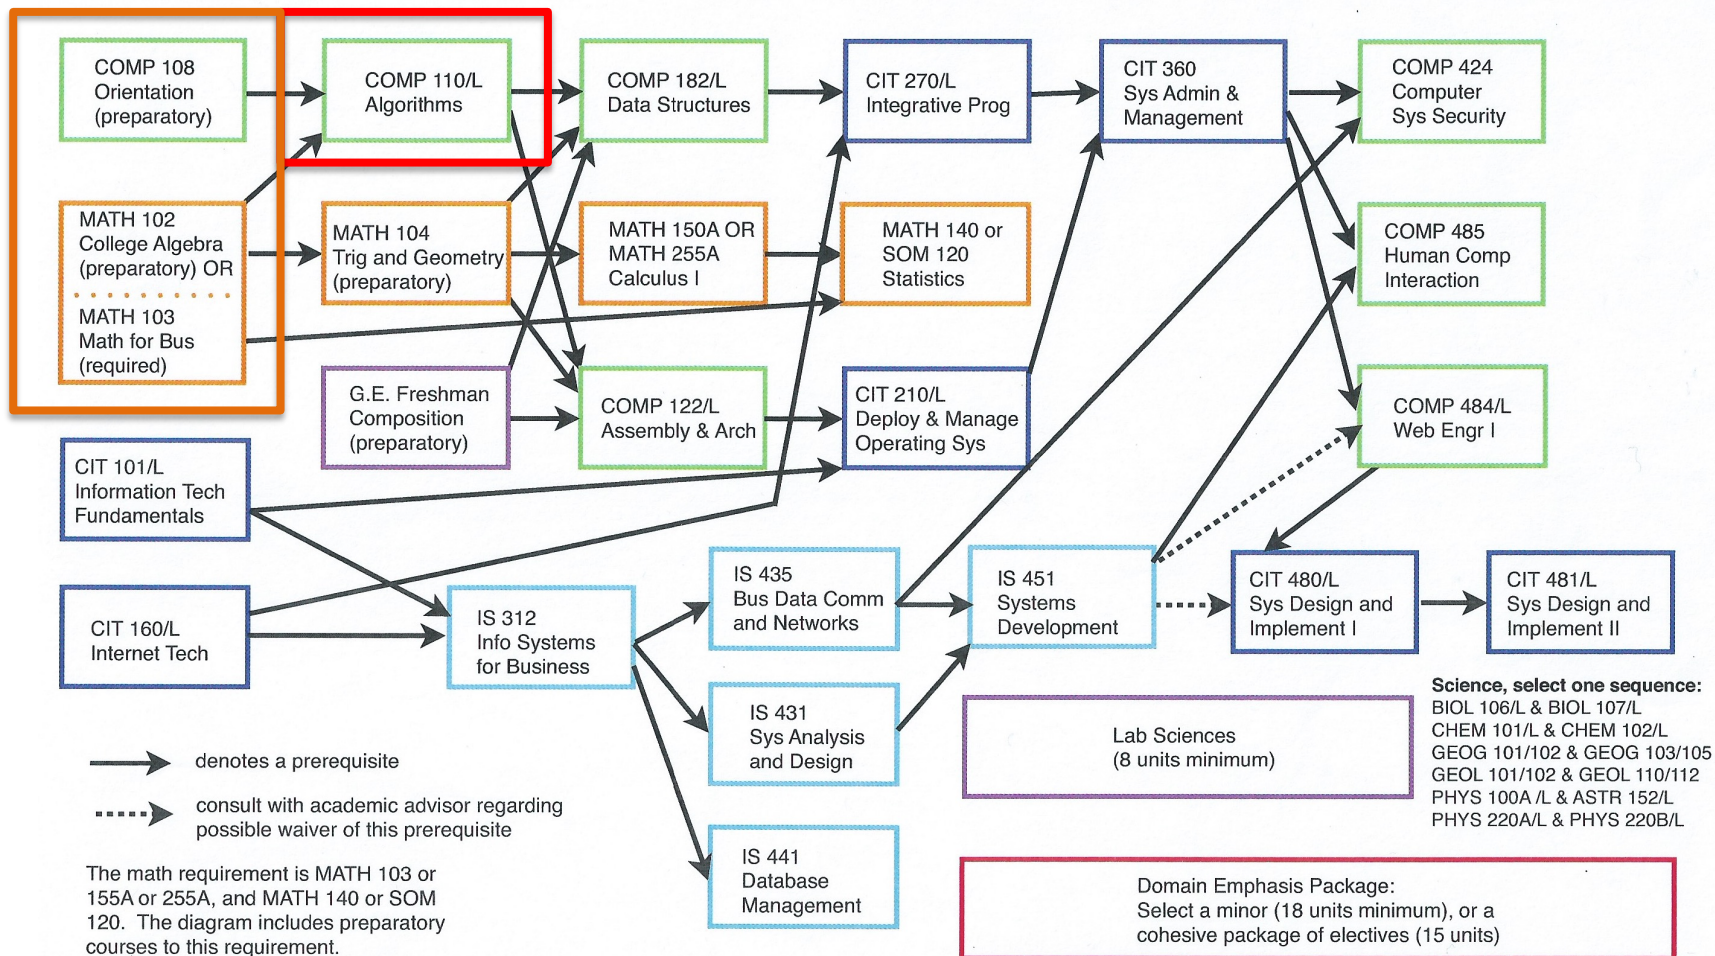 COMP 108
Orientation
(preparatory)
COMP 110/L
Algorithms
COMP 182/L
Data Structures
CIT 270/L
Integrative Prog
CIT 360
Sys Admin &
Management
COMP 424
Computer
Sys Security
MATH 102
College Algebra
(preparatory) OR
MATH 103
Math for Bus
(required)
MATH 104
Trig and Geometry
(preparatory)
MATH 150A OR
MATH 255A
Calculus I
MATH 140 or
SOM 120
Statistics
COMP 485
Human Comp
Interaction
G.E. Freshman
Composition
(preparatory)
COMP 122/L
Assembly & Arch
CIT 210/L
Deploy & Manage
Operating Sys
COMP 484/L
Web Engr I
CIT 101/L
Information Tech
Fundamentals
CIT 160/L
Internet Tech
IS 312
Info Systems
for Business
IS 435
Bus Data Comm
and Networks
IS 451
Systems
Development
CIT 480/L
Sys Design and
Implement I
CIT 481/L
Sys Design and
Implement II
IS 431
Sys Analysis
and Design
IS 441
Database
Management
Lab Sciences
(8 units minimum)
Science, select one sequence:
BIOL 106/L & BIOL 107/L
CHEM 101/L & CHEM 102/L
GEOG 101/102 & GEOG 103/105
GEOL 101/102 & GEOL 110/112
PHYS 100A /L & ASTR 152/L
PHYS 220A/L & PHYS 220B/L
denotes a prerequisite
consult with academic advisor regarding
possible waiver of this prerequisite
The math requirement is MATH 103 or
155A or 255A, and MATH 140 or SOM
120. The diagram includes preparatory
courses to this requirement.
Domain Emphasis Package:
Select a minor (18 units minimum), or a
cohesive package of electives (15 units)